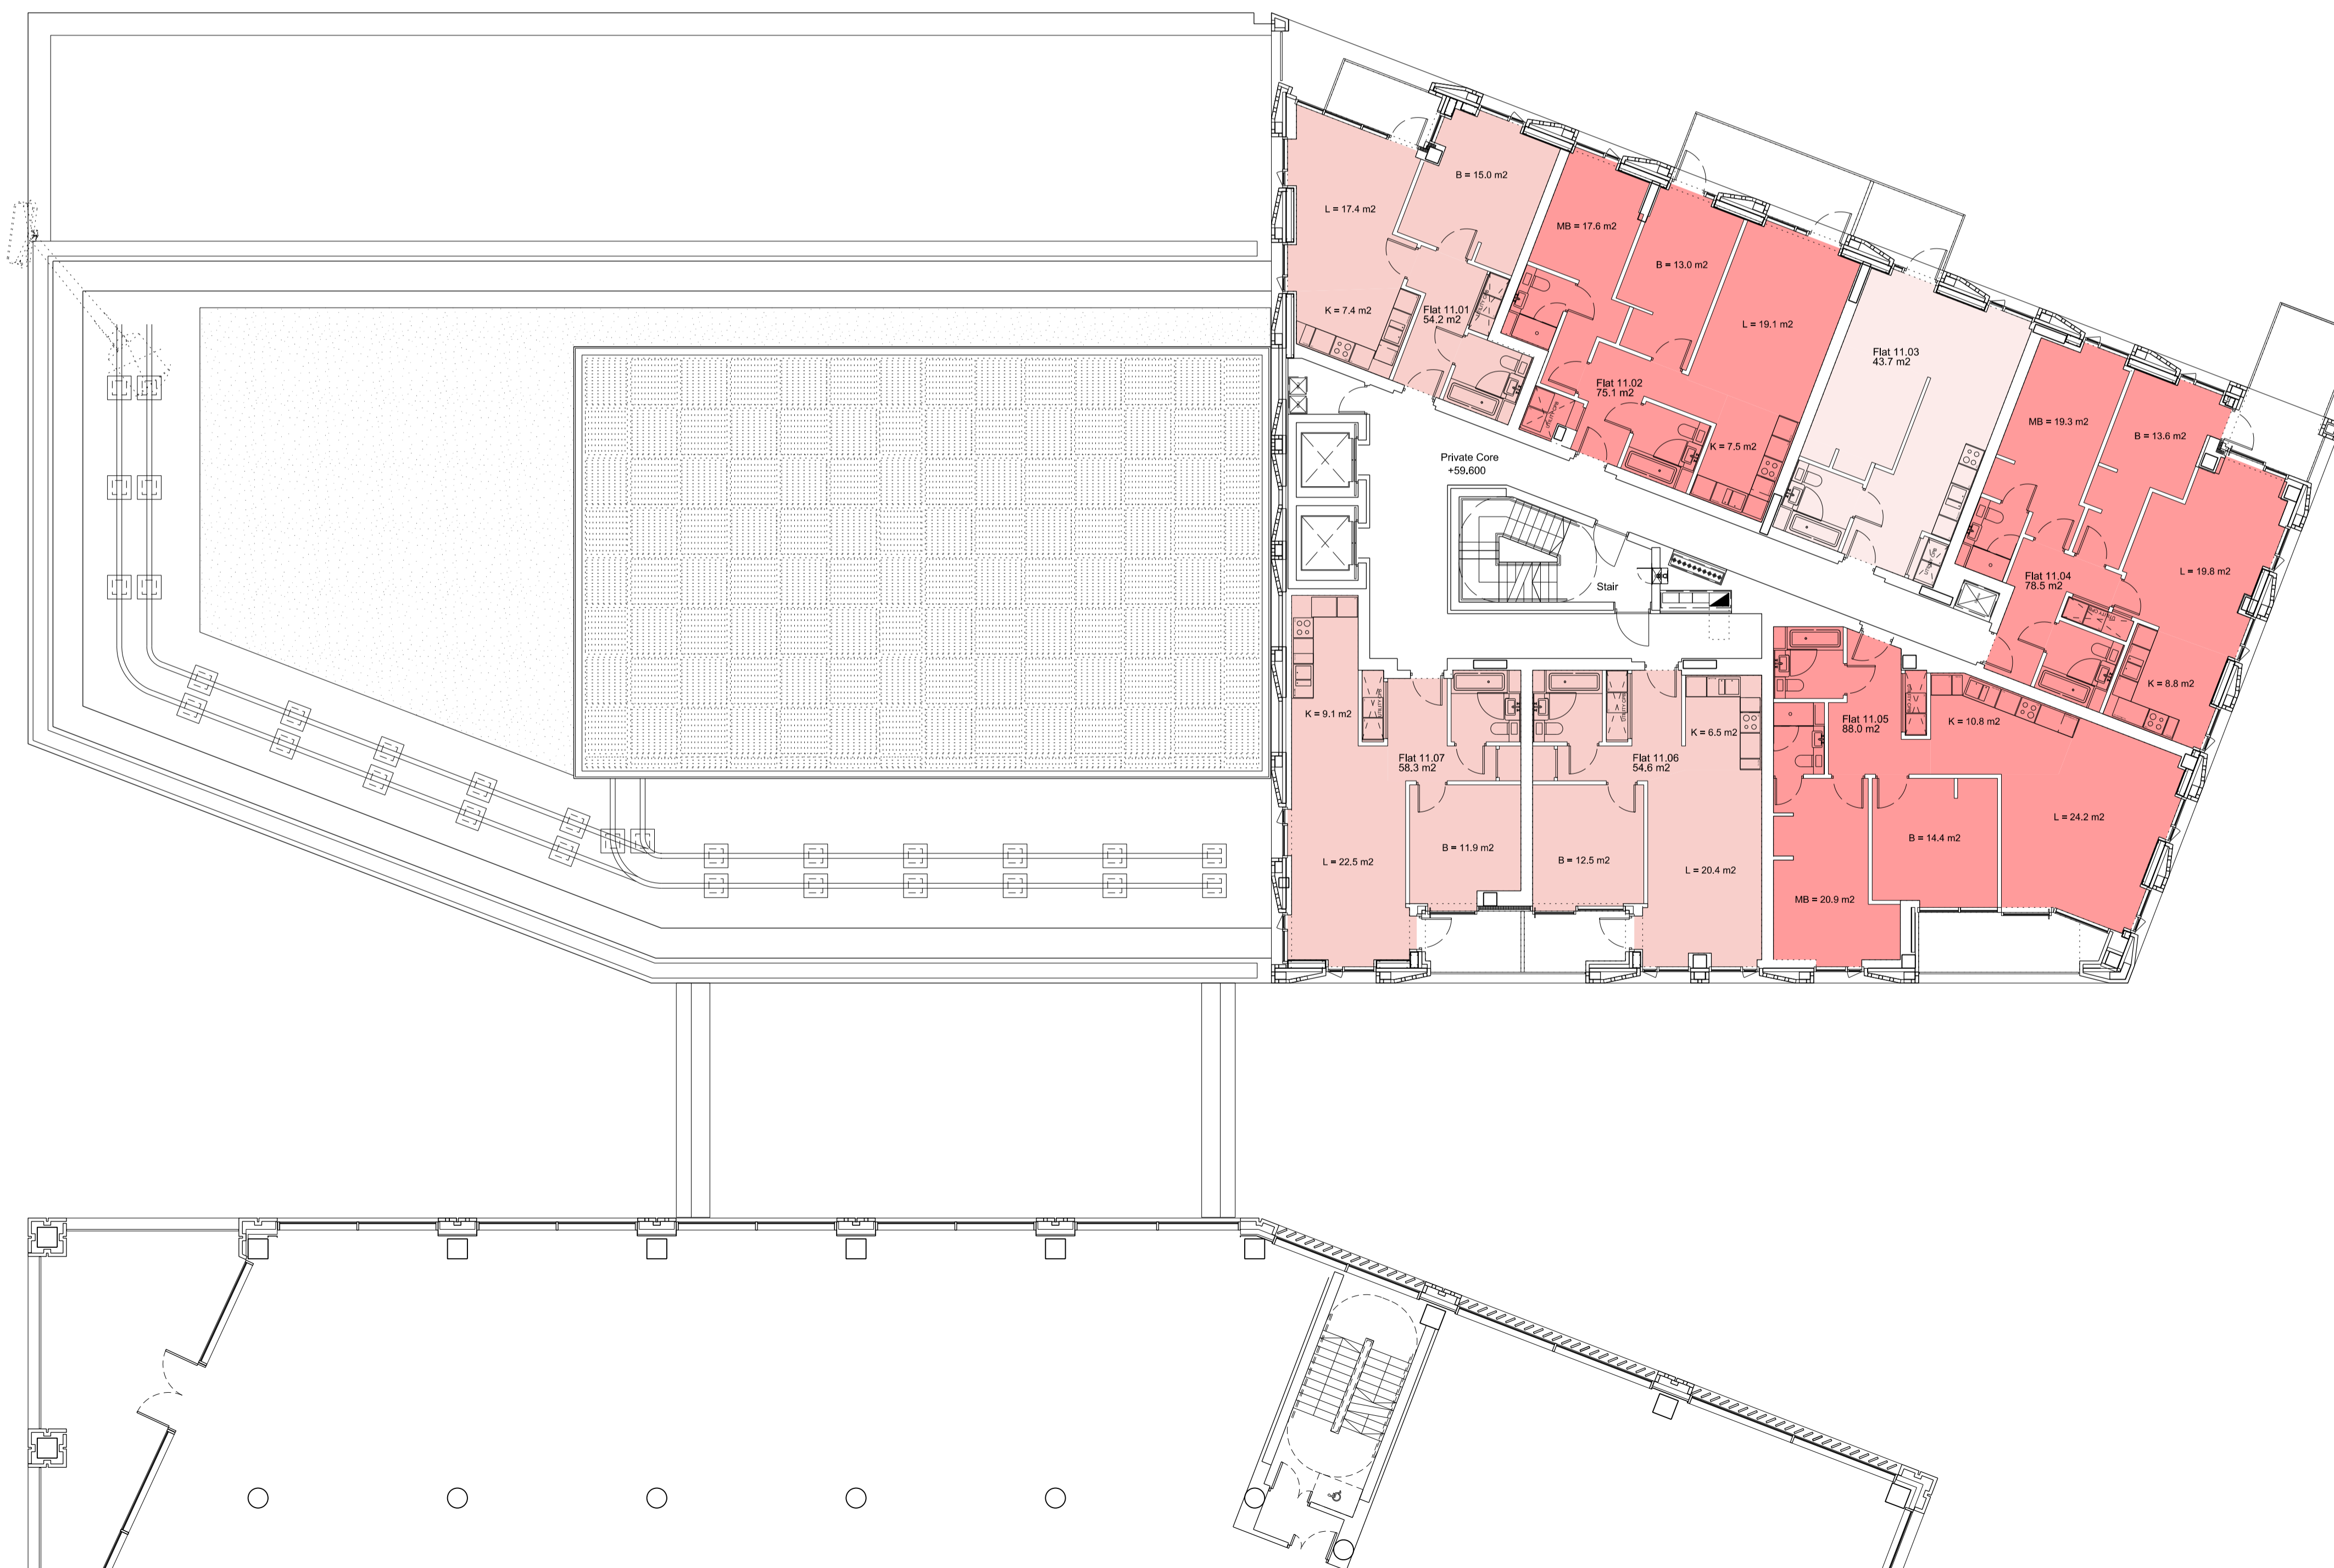 B = 15.0 m2
L = 17.4 m2
MB = 17.6 m2
B = 13.0 m2
K = 7.4 m2
Flat 11.01
54.2 m2
L = 19.1 m2
Flat 11.03
43.7 m2
Flat 11.02
75.1 m2
MB = 19.3 m2
B = 13.6 m2
K = 7.5 m2
Private Core
+59.600
L = 19.8 m2
Flat 11.04
78.5 m2
Stair
K = 8.8 m2
K = 9.1 m2
K = 6.5 m2
Flat 11.05
88.0 m2
K = 10.8 m2
Flat 11.07
58.3 m2
Flat 11.06
54.6 m2
L = 24.2 m2
B = 14.4 m2
B = 11.9 m2
L = 22.5 m2
B = 12.5 m2
L = 20.4 m2
MB = 20.9 m2